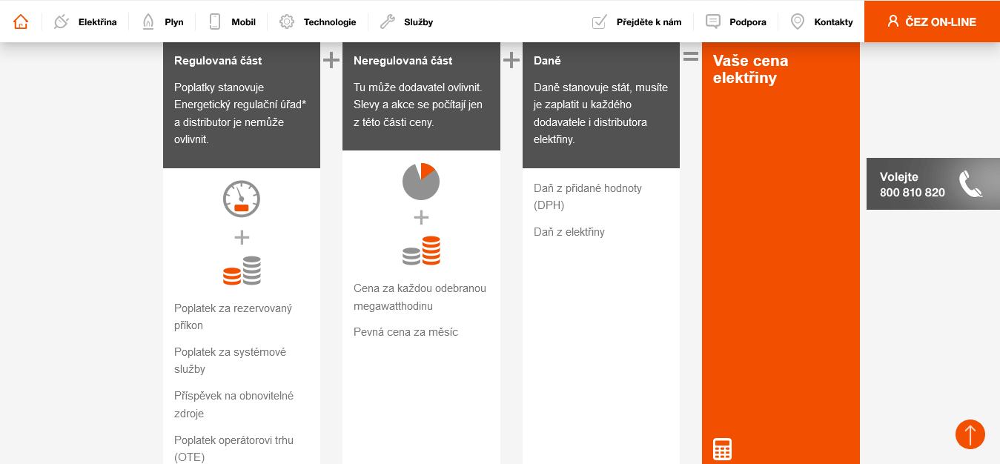 Elektřina
Plyn
Mobil
Technologie
Služby
Přejděte k nám
Podpora
Kontakty
ČEZ ON-LINE
Regulovaná část
Poplatky stanovuje
Energetický regulační úřad*
a distributor je nemůže
ovlivnit.
Poplatek za rezervovaný
příkon
Poplatek za systémové
služby
Příspěvek na obnovitelné
zdroje
Poplatek operátorovi trhu
(OTE)
+
Neregulovaná část
Tu může dodavatel ovlivnit.
Slevy a akce se počítají jen
z této části ceny.
Cena za každou odebranou
megawatthodinu
Pevná cena za měsíc
+
Daně
Daně stanovuje stát, musíte
je zaplatit u každého
dodavatele i distributora
elektřiny.
Daň z přidané hodnoty
(DPH)
Daň z elektřiny
=
Vaše cena
elektřiny
Volejte
800 810 820